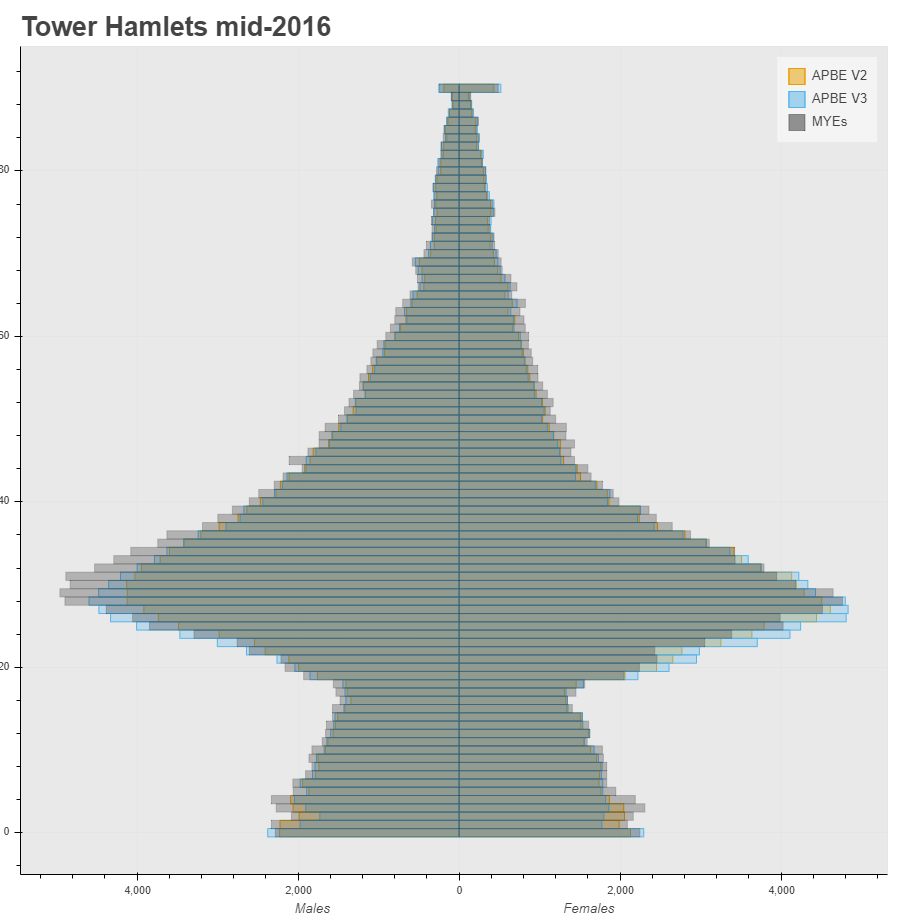 Tower Hamlets mid-2016
APBE V2
APBE V3
MYEs
80
60
40
20
0
4,000 2,000 0 2,000 4,000
Males Females